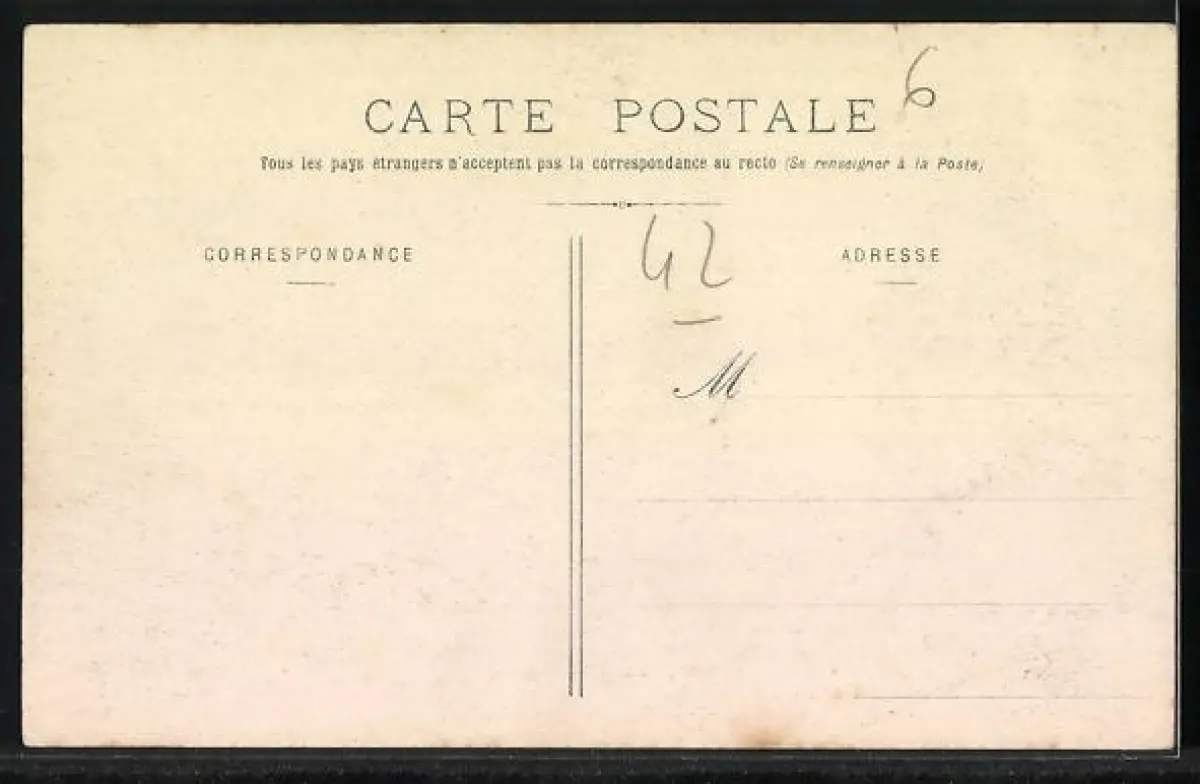 CARTE POSTALE 6
Tous les pays étrangers n'acceptent pas la correspondance au recto (Se renseigner à la Poste)
CORRESPONDANCE
42
ADRESSE
M